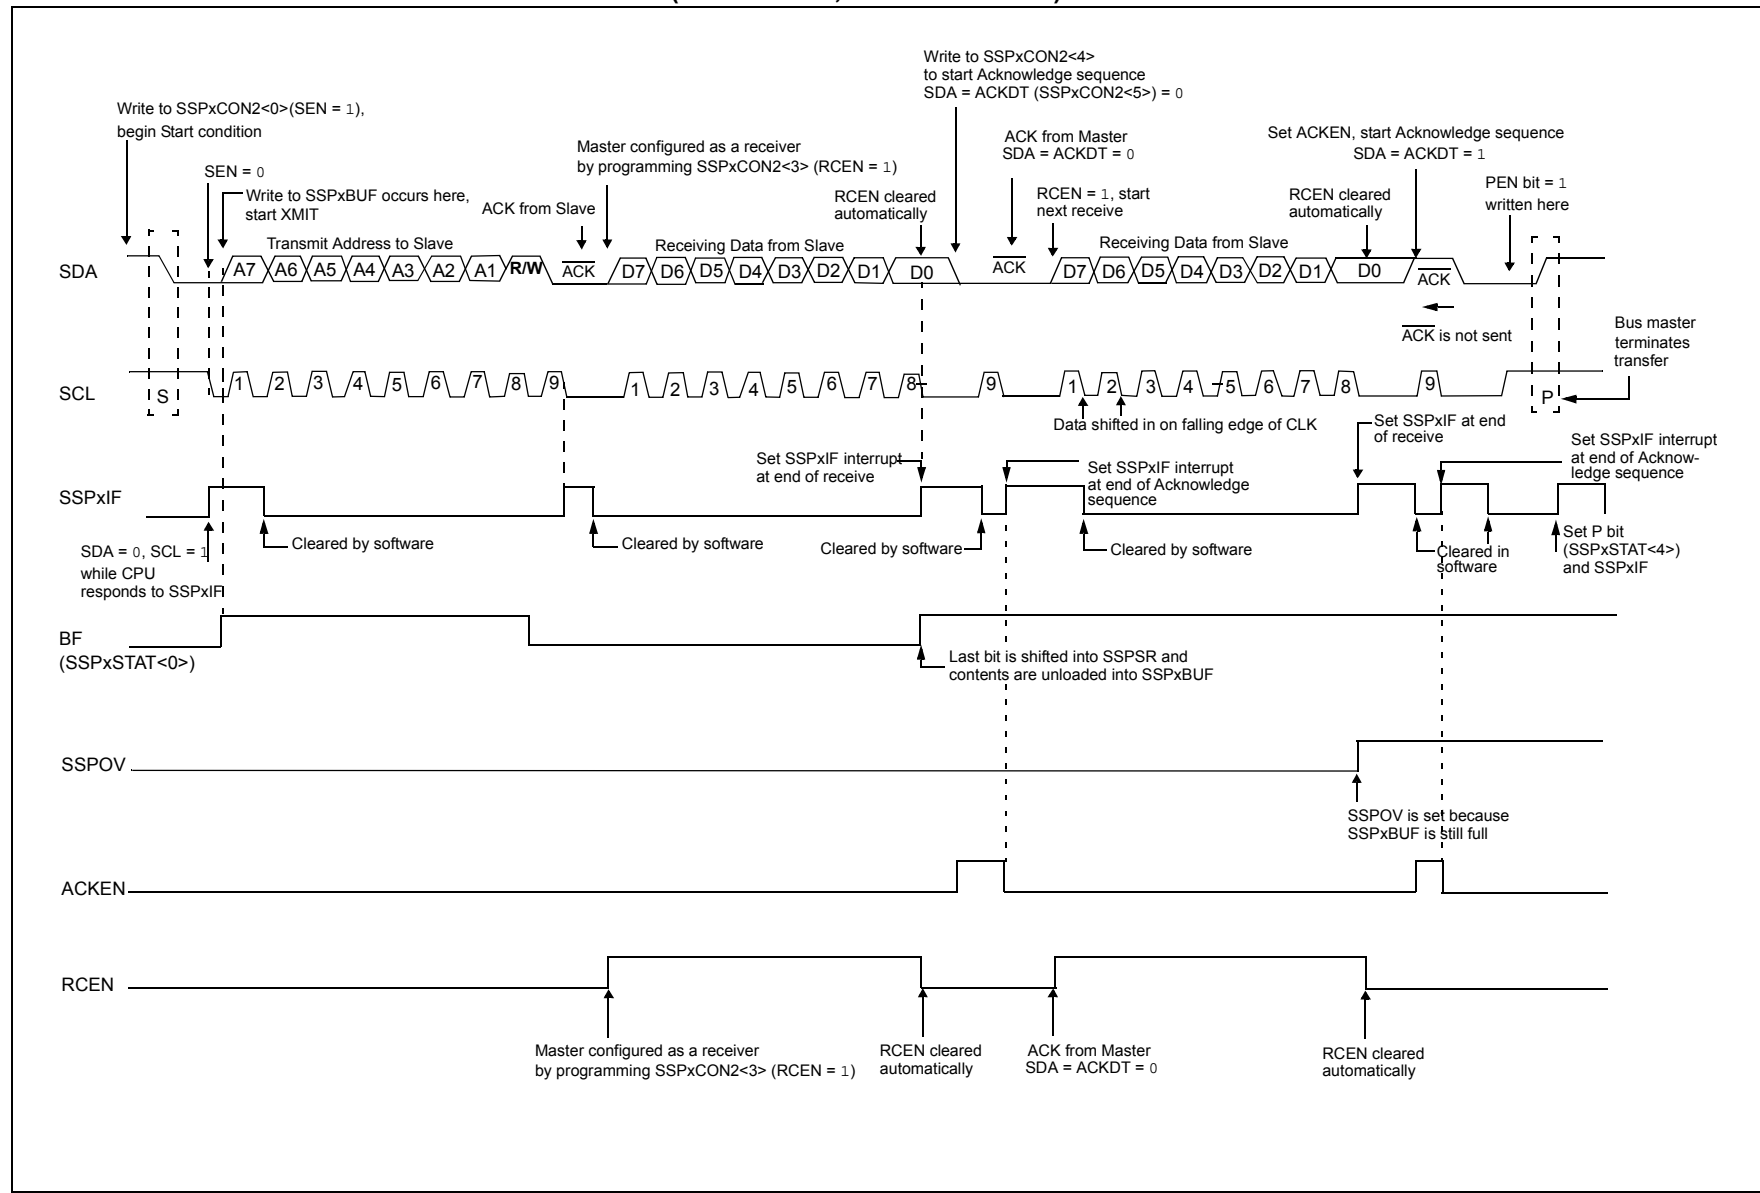 Write to SSPxCON2<4>
to start Acknowledge sequence
SDA = ACKDT (SSPxCON2<5>) = 0
Write to SSPxCON2<0>(SEN = 1),
begin Start condition
ACK from Master
SDA = ACKDT = 0
Set ACKEN, start Acknowledge sequence
SDA = ACKDT = 1
Master configured as a receiver
by programming SSPxCON2<3> (RCEN = 1)
SEN = 0
PEN bit = 1
written here
RCEN cleared
automatically
RCEN = 1, start
next receive
RCEN cleared
automatically
Write to SSPxBUF occurs here,
start XMIT
ACK from Slave
Transmit Address to Slave
Receiving Data from Slave
Receiving Data from Slave
SDA A7 A6 A5 A4 A3 A2 A1 R/W ACK D7 D6 D5 D4 D3 D2 D1 D0 ACK D7 D6 D5 D4 D3 D2 D1 D0 ACK
ACK is not sent
Bus master
terminates
transfer
SCL S 1 2 3 4 5 6 7 8 9 1 2 3 4 5 6 7 8 9 1 2 3 4 5 6 7 8 9 P
Data shifted in on falling edge of CLK
Set SSPxIF at end
of receive
Set SSPxIF interrupt
at end of receive
Set SSPxIF interrupt
at end of Acknowledge
sequence
Set SSPxIF interrupt
at end of Acknow-
ledge sequence
SSPxIF
SDA = 0, SCL = 1
while CPU
responds to SSPxIF
Cleared by software
Cleared by software
Cleared by software
Cleared by software
Cleared in
software
Set P bit
(SSPxSTAT<4>)
and SSPxIF
BF
(SSPxSTAT<0>)
Last bit is shifted into SSPSR and
contents are unloaded into SSPxBUF
SSPOV
SSPOV is set because
SSPxBUF is still full
ACKEN
RCEN
Master configured as a receiver
by programming SSPxCON2<3> (RCEN = 1)
RCEN cleared
automatically
ACK from Master
SDA = ACKDT = 0
RCEN cleared
automatically